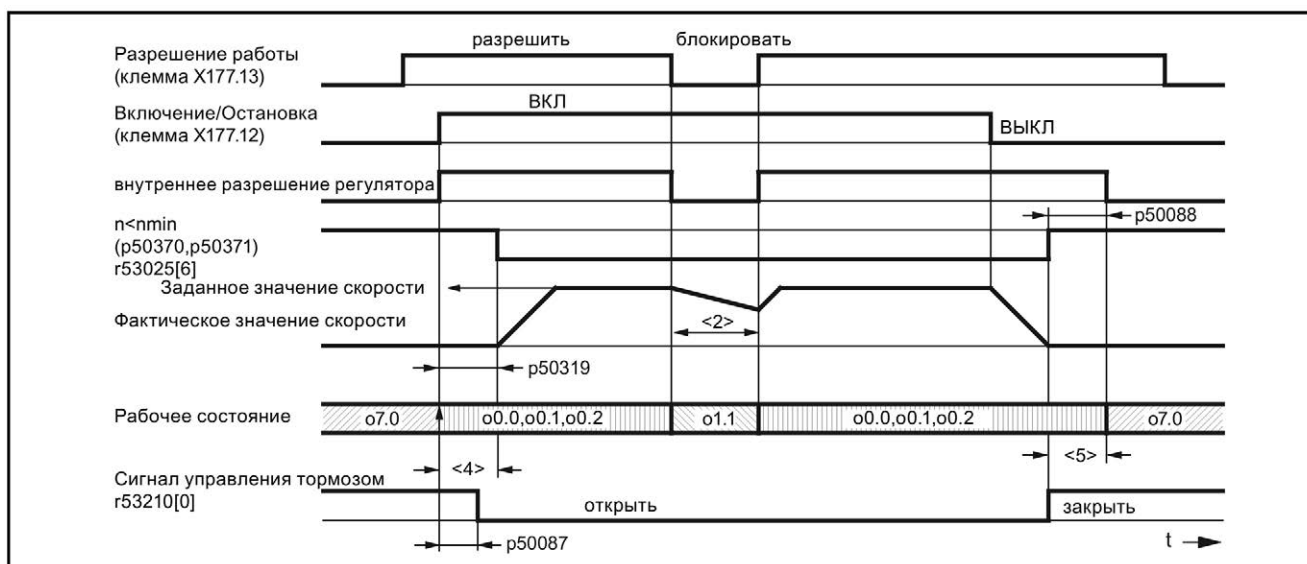 разрешить
блокировать
Разрешение работы
(клемма X177.13)
ВКЛ
Включение/Остановка
(клемма X177.12)
ВЫКЛ
внутреннее разрешение регулятора
p50088
n<nmin
(p50370,p50371)
r53025[6]
Заданное значение скорости
Фактическое значение скорости
<2>
p50319
Рабочее состояние
o7.0
o0.0,o0.1,o0.2
o1.1
o0.0,o0.1,o0.2
o7.0
<4>
<5>
Сигнал управления тормозом
r53210[0]
открыть
закрыть
p50087
t